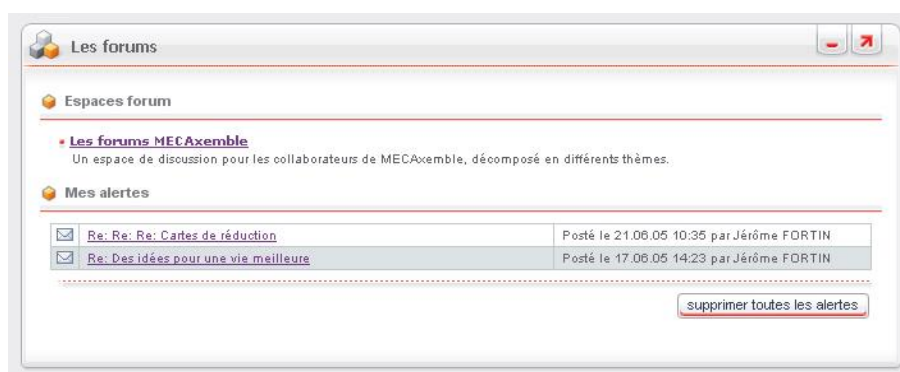 Les forums
Espaces forum
Les forums MECAxemble
Un espace de discussion pour les collaborateurs de MECAxemble, décomposé en différents thèmes.
Mes alertes
Re: Re: Re: Cartes de réduction Posté le 21.06.05 10:35 par Jérôme FORTIN
Re: Des idées pour une vie meilleure Posté le 17.06.05 14:23 par Jérôme FORTIN
supprimer toutes les alertes